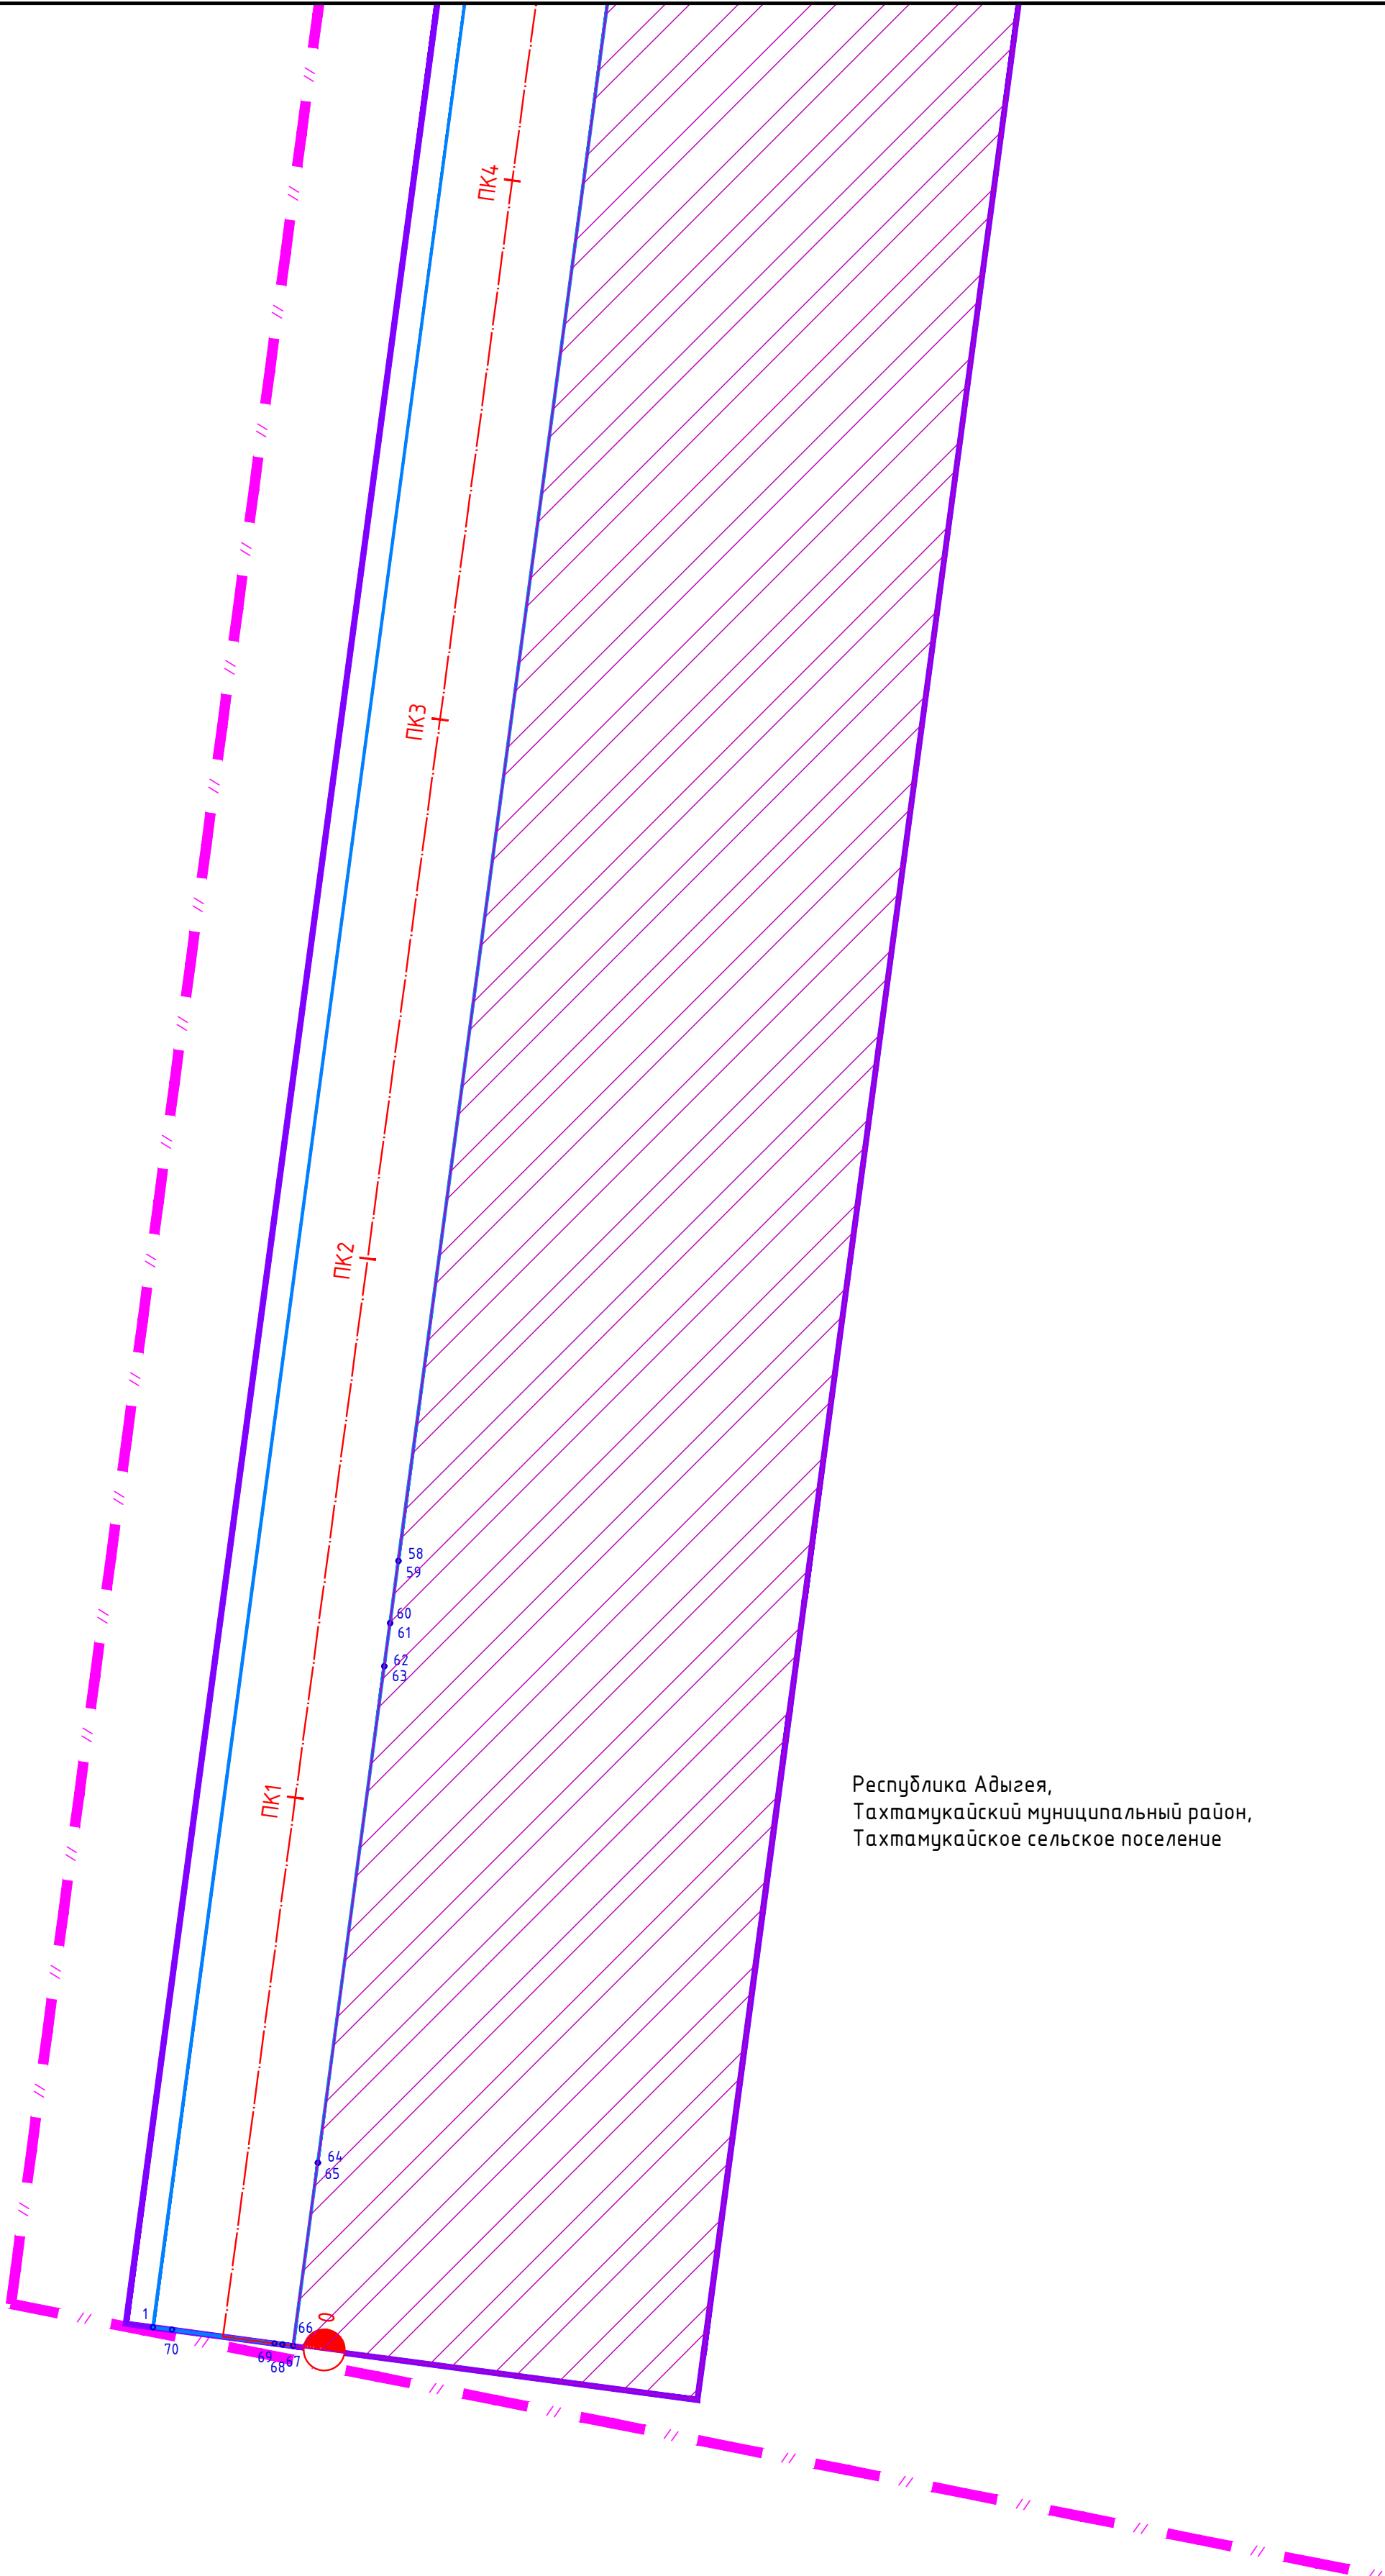 ПК4
ПК3
ПК2
58
59
60
61
62
63
ПК1
Республика Адыгея,
Тахтамукайский муниципальный район,
Тахтамукайское сельское поселение
64
65
1
0
66
70
69
67
68